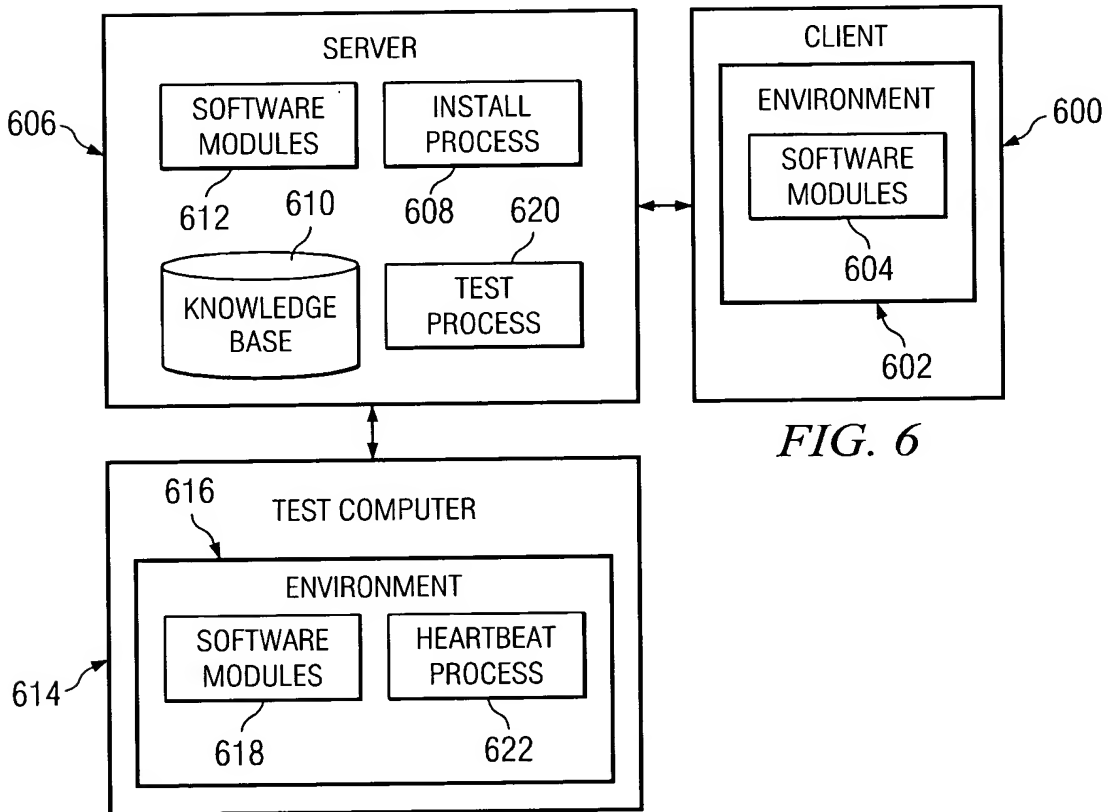 SERVER
SOFTWARE
MODULES
INSTALL
PROCESS
606
612
610
608
620
KNOWLEDGE
BASE
TEST
PROCESS
CLIENT
ENVIRONMENT
SOFTWARE
MODULES
600
604
602
FIG. 6
616
TEST COMPUTER
ENVIRONMENT
SOFTWARE
MODULES
HEARTBEAT
PROCESS
614
618
622